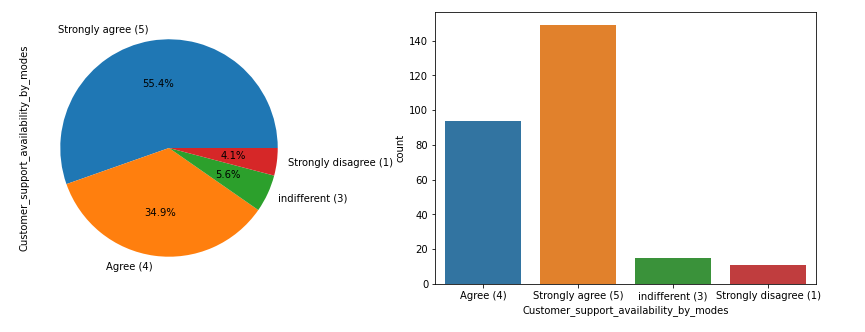 Customer_support_availability_by_modes
Strongly agree (5)
55.4%
4.1%
Strongly disagree (1)
5.6%
indifferent (3)
34.9%
Agree (4)
count
140
120
100
80
60
40
20
0
Agree (4)
Strongly agree (5)
indifferent (3)
Strongly disagree (1)
Customer_support_availability_by_modes